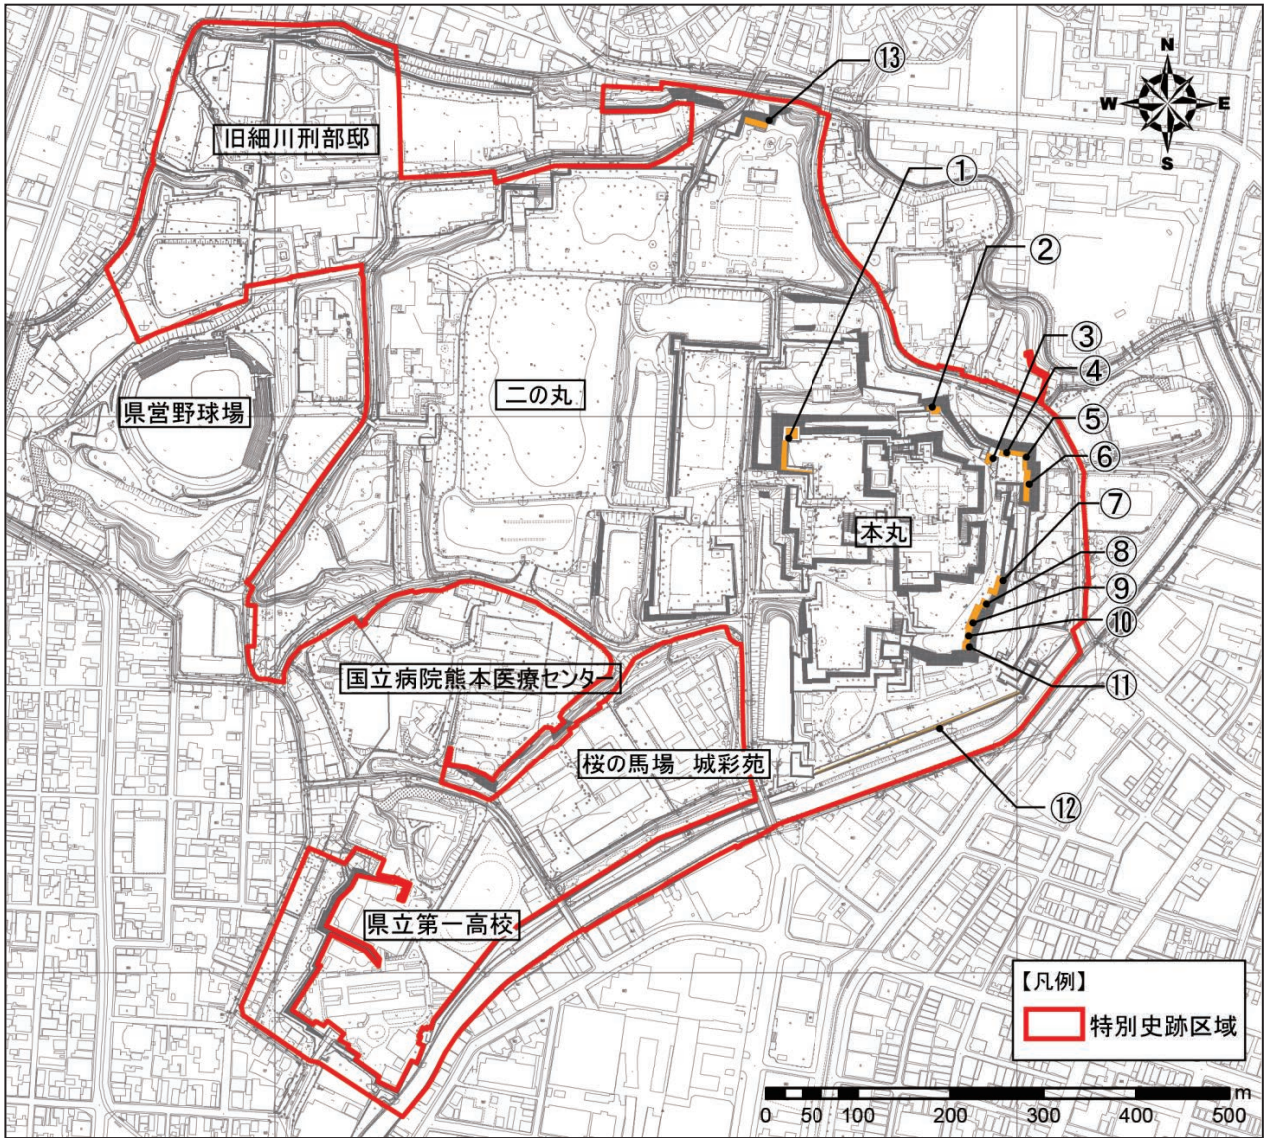 ⑬
N
W E
S
旧細川刑部邸
①
②
③
④
二の丸
県営野球場
⑤
⑥
⑦
本丸
⑧
⑨
⑩
国立病院熊本医療センター
⑪
桜の馬場 城彩苑
⑫
県立第一高校
【凡例】
特別史跡区域
m
0 50 100 200 300 400 500